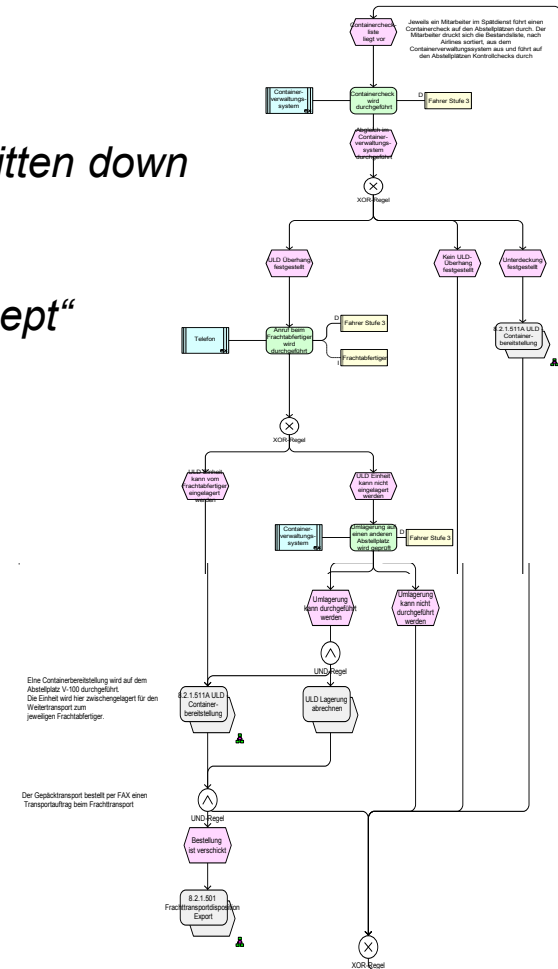 itten down
ept“
Containercheck-
liste
liegt vor
Jeweils ein Mitarbeiter im Spätdienst führt einen
Containercheck auf den Abstellplätzen durch. Der
Mitarbeiter druckt sich die Bestandsliste, nach
Airlines sortiert, aus dem
Containerverwaltungssystem aus und führt auf
den Abstellplätzen Kontrollchecks durch
Container-
verwaltungs-
system
Containercheck
wird
durchgeführt
D
Fahrer Stufe 3
Abgleich im
Container-
verwaltungs-
system
durchgeführt
XOR-Regel
ULD Überhang
festgestellt
Kein ULD-
Überhang
festgestellt
Unterdeckung
festgestellt
Telefon
Anruf beim
Frachtabfertiger
wird
durchgeführt
D
Fahrer Stufe 3
I
Frachtabfertiger
8.2.1.511A ULD
Container-
bereitstellung
XOR-Regel
ULD Einheit
kann vom
Frachtabfertiger
eingelagert
werden
ULD Einheit
kann nicht
eingelagert
werden
Container-
verwaltungs-
system
Umlagerung auf
einen anderen
Abstellplatz
wird geprüft
D
Fahrer Stufe 3
Umlagerung
kann durchgeführt
werden
Umlagerung
kann nicht
durchgeführt
werden
UND-Regel
EIne Containerbereitstellung wird auf dem
Abstellplatz V-100 durchgeführt.
Die Einheit wird hier zwischengelagert für den
Weitertransport zum
jeweiligen Frachtabfertiger.
8.2.1.511A ULD
Container-
bereitstellung
ULD Lagerung
abrechnen
Der Gepäcktransport bestellt per FAX einen
Transportauftrag beim Frachttransport
UND-Regel
Bestellung
ist verschickt
8.2.1.501
Frachttransportdisposition
Export
XOR-Regel